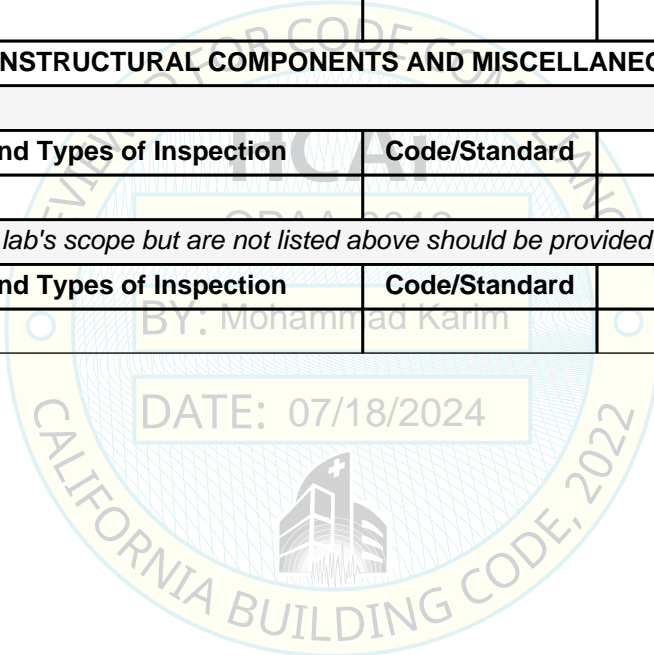 NSTRUCTURAL COMPONENTS AND MISCELLANEO
nd Types of Inspection Code/Standard
lab's scope but are not listed above should be provided
nd Types of Inspection Code/Standard
HCAi
BY: Mohammad Karim
DATE: 07/18/2024
CALIFORNIA BUILDING CODE, 2022